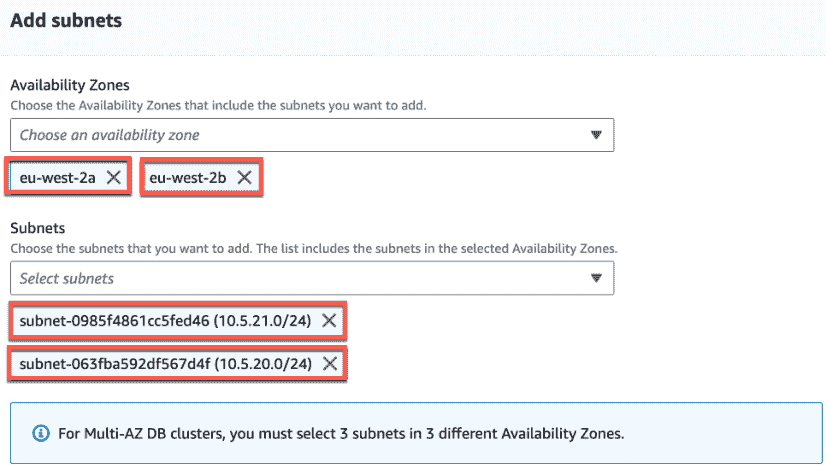 Add subnets
Availability Zones
Choose the Availability Zones that include the subnets you want to add.
Choose an availability zone
eu-west-2a
eu-west-2b
Subnets
Choose the subnets that you want to add. The list includes the subnets in the selected Availability Zones.
Select subnets
subnet-0985f4861cc5fed46 (10.5.21.0/24)
subnet-063fba592df567d4f (10.5.20.0/24)
For Multi-AZ DB clusters, you must select 3 subnets in 3 different Availability Zones.